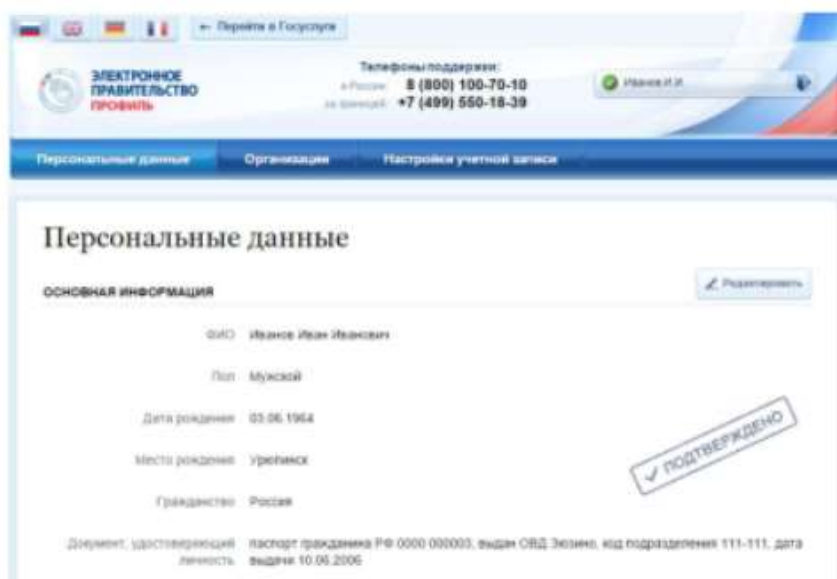 ← Перейти в Госуслуги
ЭЛЕКТРОННОЕ
ПРАВИТЕЛЬСТВО
ПРОФИЛЬ
Телефоны поддержки:
в России: 8 (800) 100-70-10
за границей: +7 (499) 550-18-39
Иванов И.И.
Персональные данные Организации Настройки учетной записи
Персональные данные
ОСНОВНАЯ ИНФОРМАЦИЯ
Редактировать
ФИО Иванов Иван Иванович
Пол Мужской
Дата рождения 03.06.1964
Место рождения Урюпинск
Гражданство Россия
ПОДТВЕРЖДЕНО
Документ, удостоверяющий паспорт гражданина РФ 0000 000003, выдан ОВД Зюзино, код подразделения 111-111, дата
личность выдачи 10.06.2006